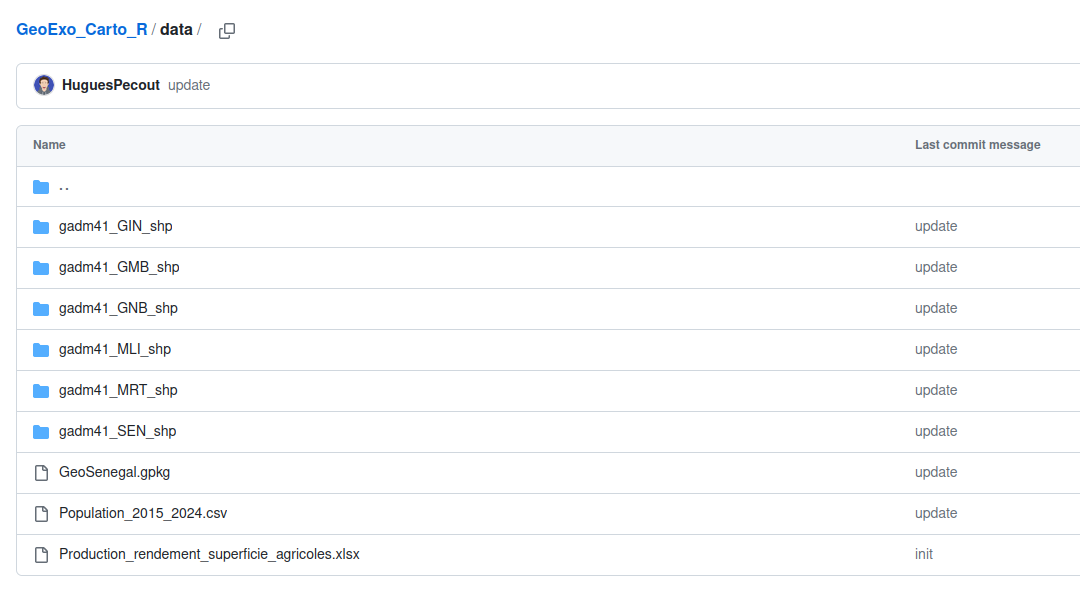 GeoExo_Carto_R / data /
HuguesPecout update
Name Last commit message
..
gadm41_GIN_shp update
gadm41_GMB_shp update
gadm41_GNB_shp update
gadm41_MLI_shp update
gadm41_MRT_shp update
gadm41_SEN_shp update
GeoSenegal.gpkg update
Population_2015_2024.csv update
Production_rendement_superficie_agricoles.xlsx init